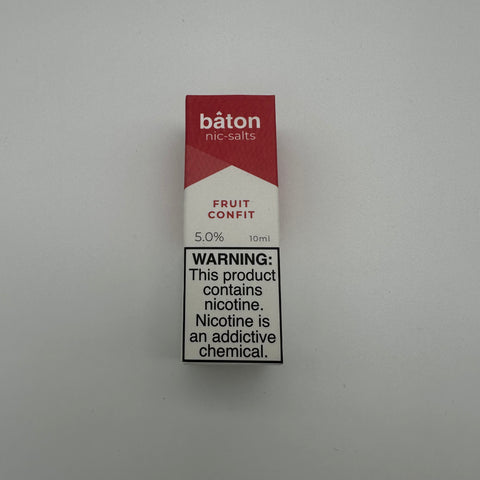 bâton
nic-salts
FRUIT
CONFIT
5.0% 10ml
WARNING:
This product
contains
nicotine.
Nicotine is
an addictive
chemical.